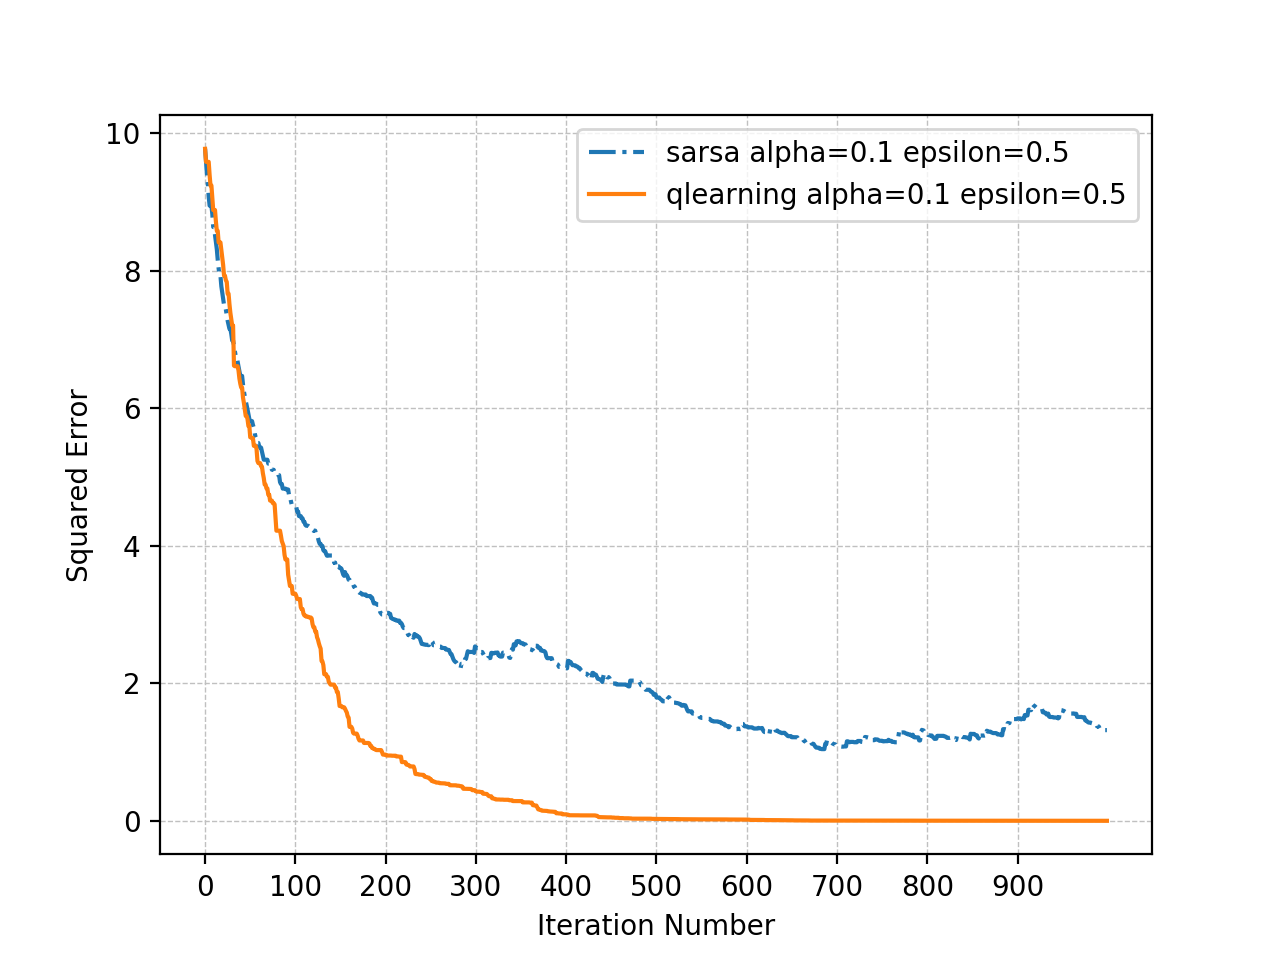 sarsa alpha=0.1 epsilon=0.5
qlearning alpha=0.1 epsilon=0.5
10
8
6
4
2
0
Squared Error
0 100 200 300 400 500 600 700 800 900
Iteration Number